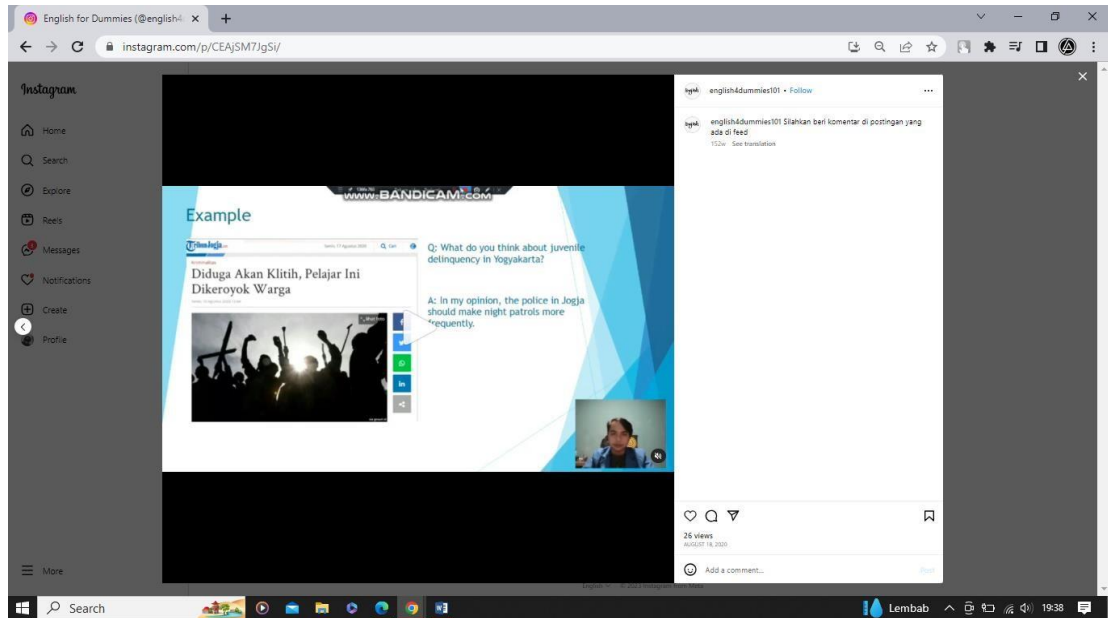 English for Dummies (@english4
instagram.com/p/CEAjSM7JgSi/
Instagram
Home
Search
Explore
Reels
Messages
Notifications
Create
Profile
More
WWW.BANDICAM.COM
Example
TribunJogja
Cari
Diduga Akan Klitih, Pelajar Ini
Dikeroyok Warga
Q: What do you think about juvenile
delinquency in Yogyakarta?
A: In my opinion, the police in Jogja
should make night patrols more
frequently.
english4dummies101 • Follow
english4dummies101 Silahkan beri komentar di postingan yang
ada di feed
152w See translation
26 views
AUGUST 18, 2020
Add a comment...
Post
Search
Lembab
19:38